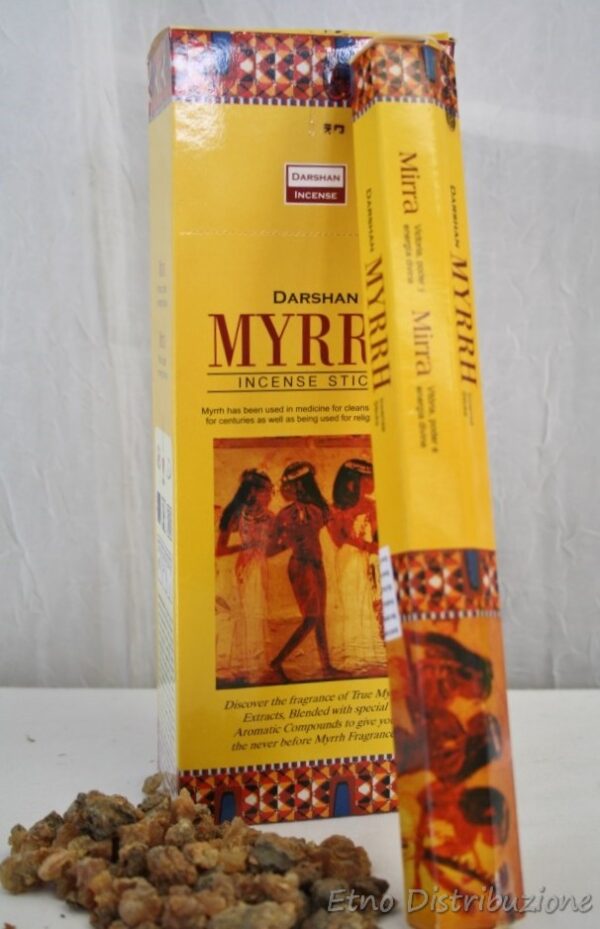 DARSHAN
INCENSE
DARSHAN
MYRR
INCENSE STIC
Myrrh has been used in medicine for cleans
for centuries as well as being used for relig
Discover the fragrance of True My
Extracts, Blended with special
Aromatic Compounds to give you
the never before Myrrh Fragrance
DARSHAN MYRRH
Mirra
Mirra
DARSHAN MYRRH
Etno Distribuzione